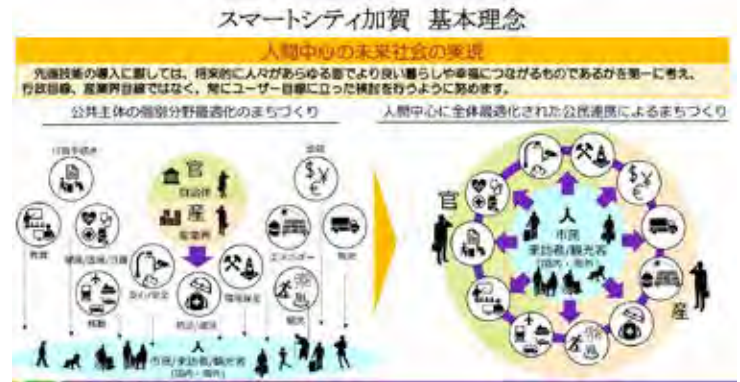 スマートシティ加賀 基本理念
人間中心の未来社会の実現
先端技術の導入に際しては、将来的に人々があらゆる面でより良い暮らしや幸福につながるものであるかを第一に考え、
行政目線、産業界目線ではなく、常にユーザー目線に立った検討を行うように努めます。
公共主体の個別分野最適化のまちづくり
人間中心に全体最適化された公民連携によるまちづくり
行政手続き
金融
官
自治体
産
産業界
教育
健康/医療/介護
エネルギー
物流
安心/安全
環境保全
移動
防災/減災
観光
人
市民/来訪者/観光客
(国内・海外)
官
人
市民
来訪者/観光客
(国内・海外)
産